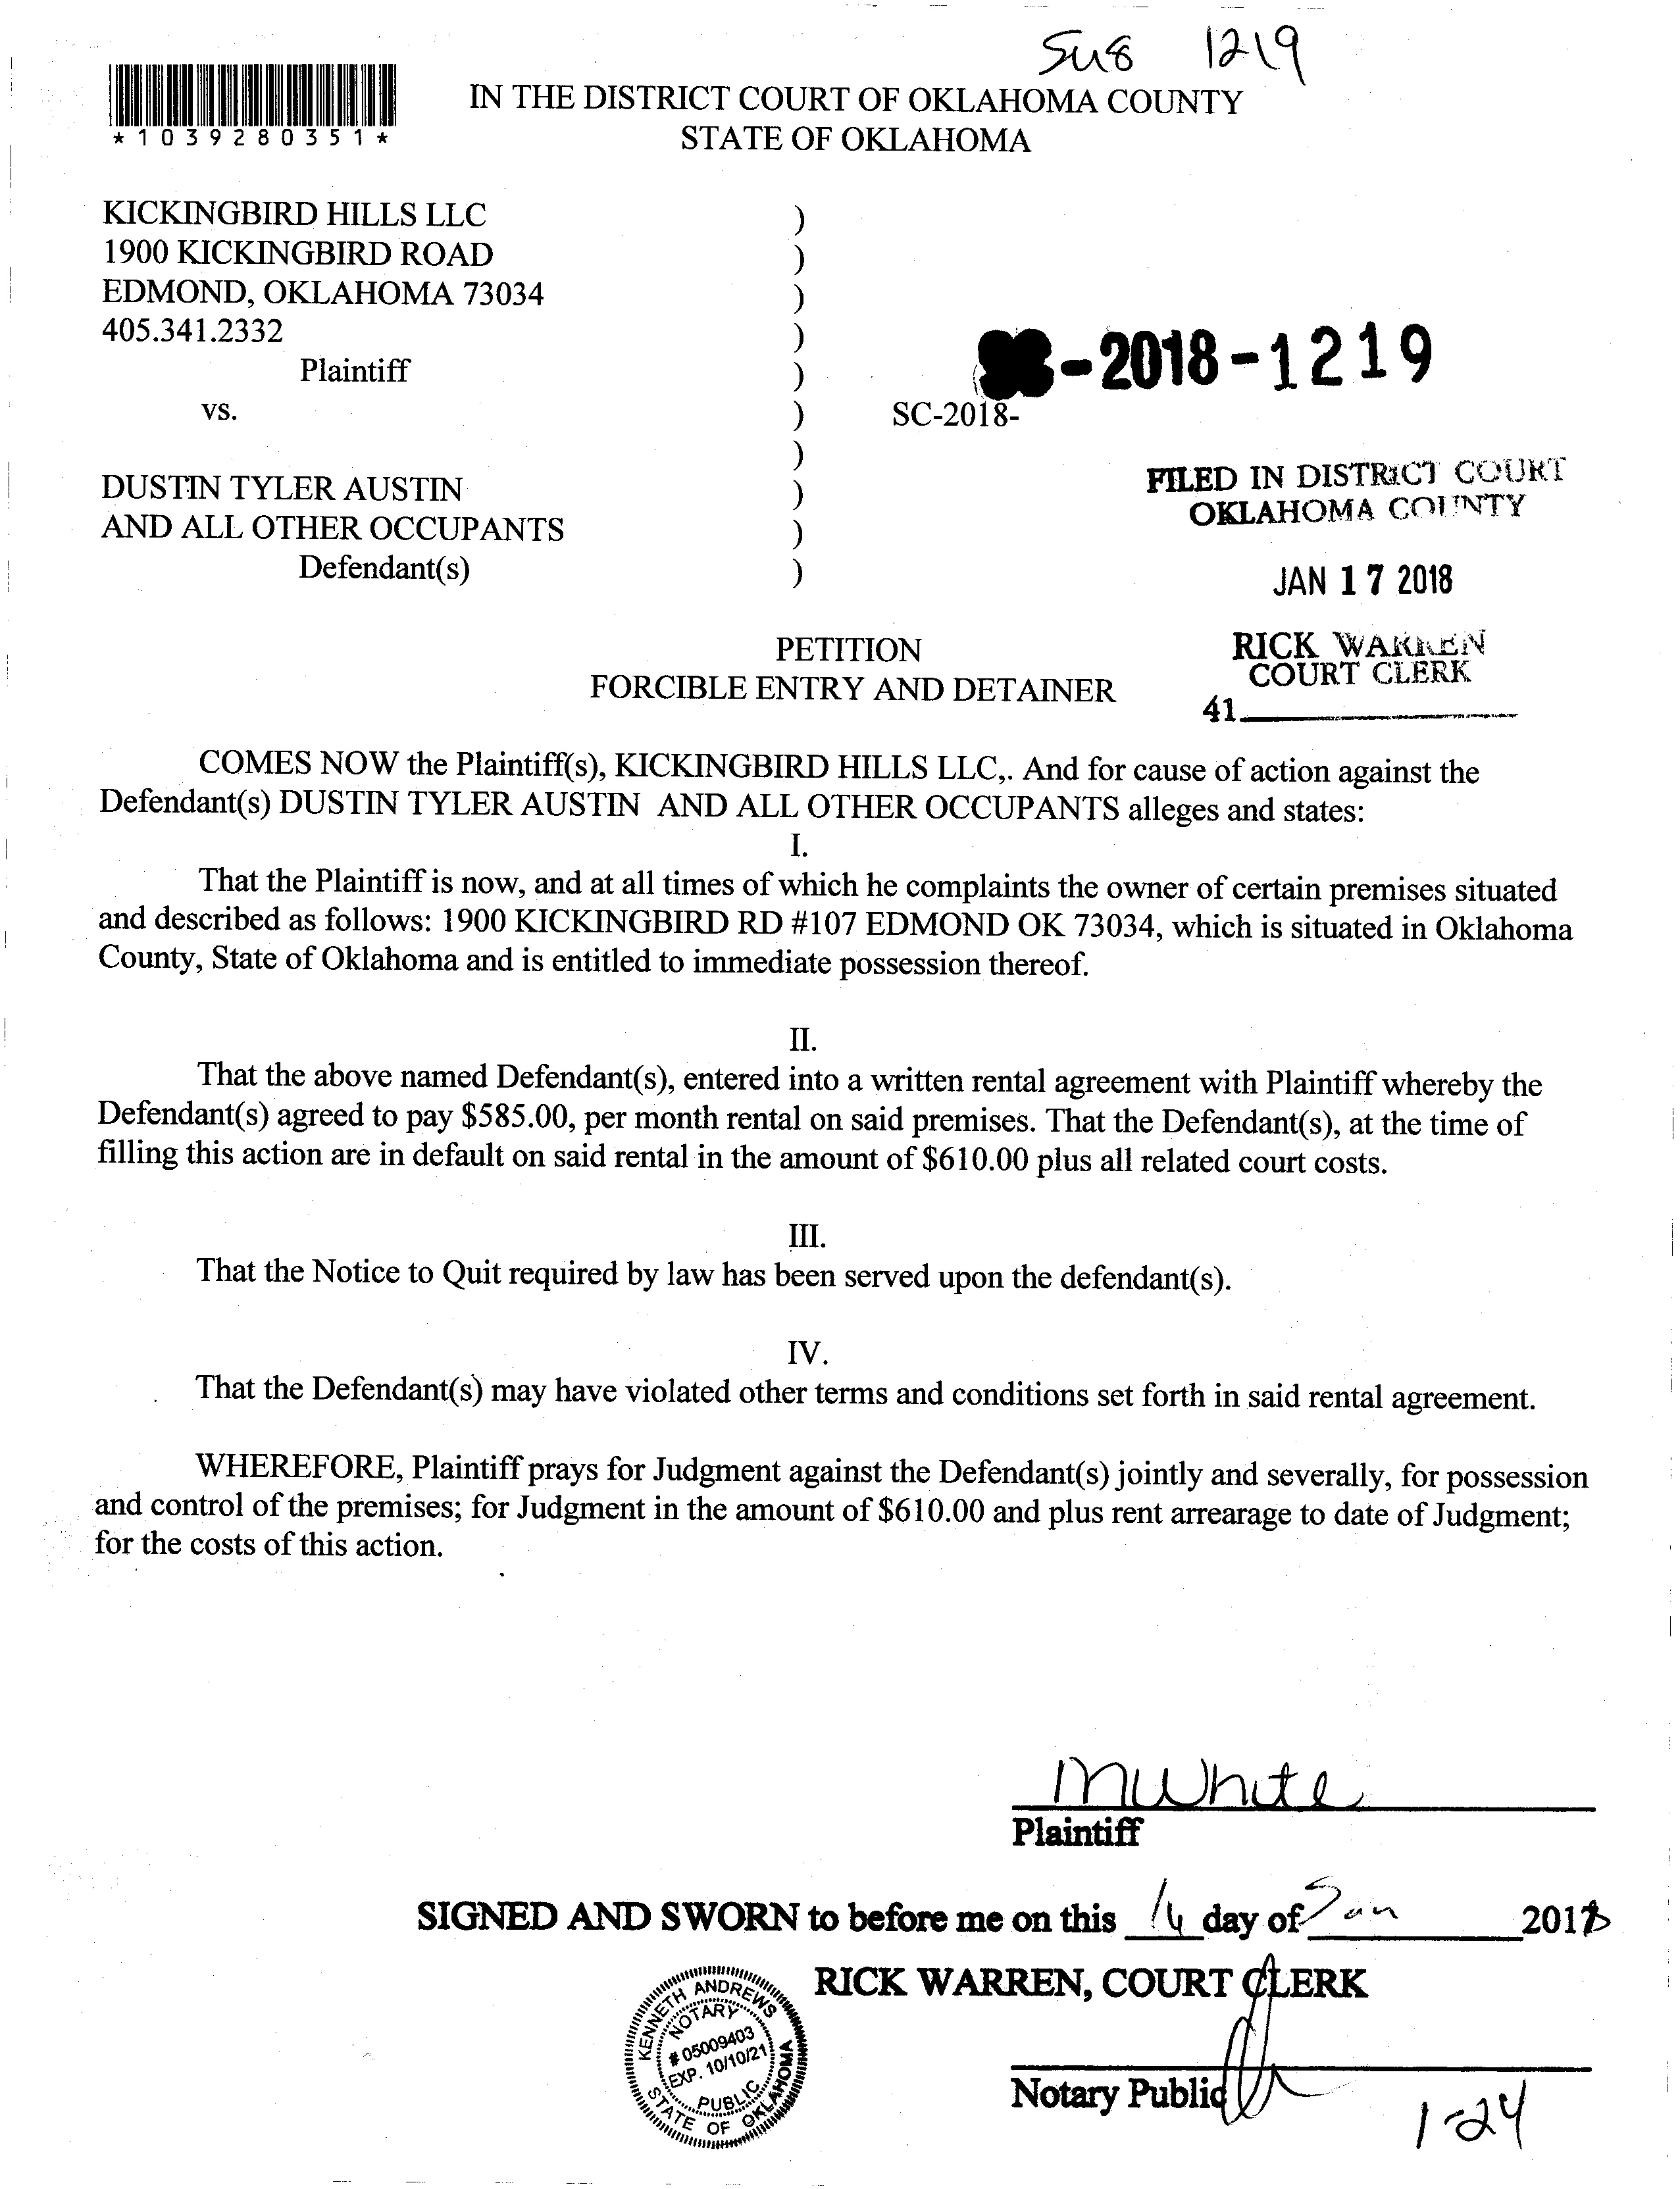 1219
IN THE DISTRICT COURT OF OKLAHOMA COUNTY
*1039280351*
STATE OF OKLAHOMA
KICKINGBIRD HILLS LLC )
1900 KICKINGBIRD ROAD )
EDMOND, OKLAHOMA 73034 )
405.341.2332 )
Plaintiff )
-2018-1219
vs. ) SC-2018-
)
DUSTIN TYLER AUSTIN )
AND ALL OTHER OCCUPANTS )
Defendant(s) )
FILED IN DISTRICT COURT
OKLAHOMA COUNTY
JAN 17 2018
RICK WARREN
COURT CLERK
41
PETITION
FORCIBLE ENTRY AND DETAINER
COMES NOW the Plaintiff(s), KICKINGBIRD HILLS LLC,. And for cause of action against the
Defendant(s) DUSTIN TYLER AUSTIN AND ALL OTHER OCCUPANTS alleges and states:
I.
That the Plaintiff is now, and at all times of which he complaints the owner of certain premises situated
and described as follows: 1900 KICKINGBIRD RD #107 EDMOND OK 73034, which is situated in Oklahoma
County, State of Oklahoma and is entitled to immediate possession thereof.
II.
That the above named Defendant(s), entered into a written rental agreement with Plaintiff whereby the
Defendant(s) agreed to pay $585.00, per month rental on said premises. That the Defendant(s), at the time of
filling this action are in default on said rental in the amount of $610.00 plus all related court costs.
III.
That the Notice to Quit required by law has been served upon the defendant(s).
IV.
That the Defendant(s) may have violated other terms and conditions set forth in said rental agreement.
WHEREFORE, Plaintiff prays for Judgment against the Defendant(s) jointly and severally, for possession
and control of the premises; for Judgment in the amount of $610.00 and plus rent arrearage to date of Judgment;
for the costs of this action.
MWhite
Plaintiff
SIGNED AND SWORN to before me on this day of Jan 2018
RICK WARREN, COURT CLERK
KENNETH ANDREWS
NOTARY
# 05009403
EXP. 10/10/21
PUBLIC
STATE OF OKLAHOMA
Notary Public
1-24